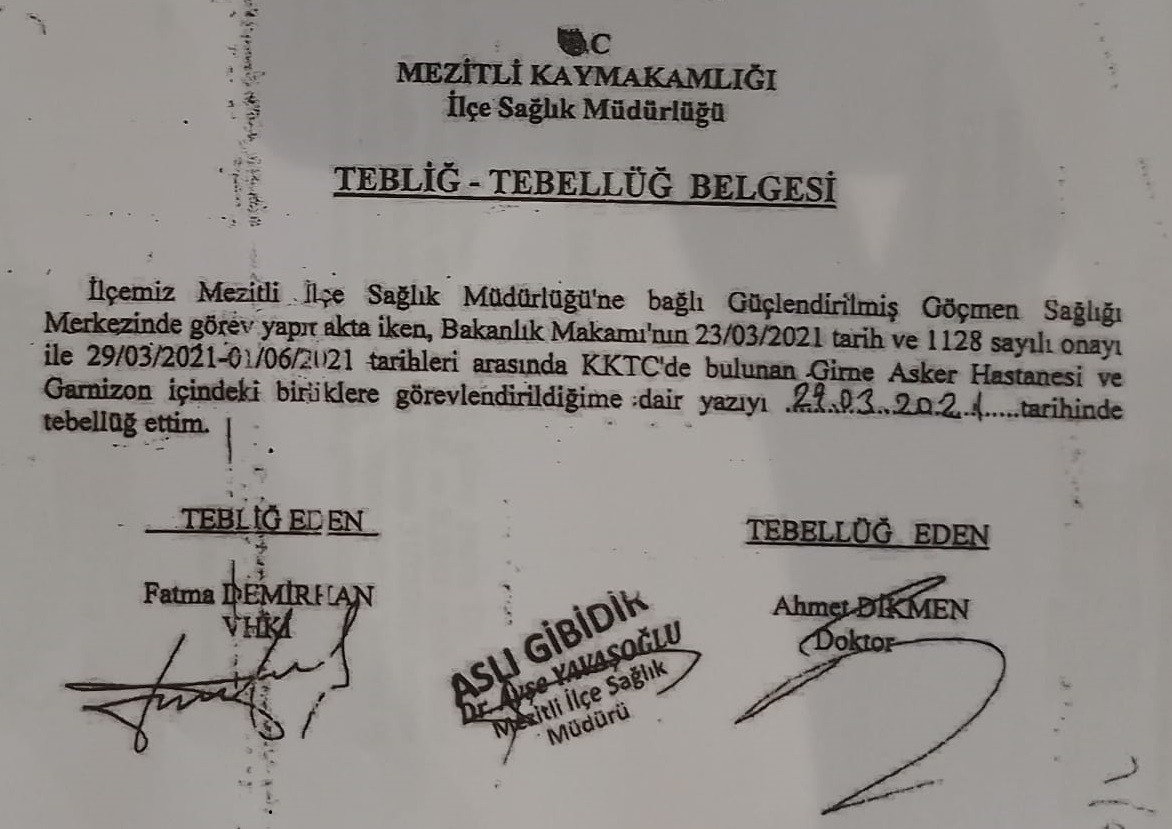 C
MEZİTLİ KAYMAKAMLIĞI
İlçe Sağlık Müdürlüğü
TEBLİĞ - TEBELLÜĞ BELGESİ
İlçemiz Mezitli İlçe Sağlık Müdürlüğü'ne bağlı Güçlendirilmiş Göçmen Sağlığı
Merkezinde görev yapmakta iken, Bakanlık Makamı'nın 23/03/2021 tarih ve 1128 sayılı onayı
ile 29/03/2021-01/06/2021 tarihleri arasında KKTC'de bulunan Girne Asker Hastanesi ve
Garnizon içindeki birliklere görevlendirildiğime dair yazıyı .29.03.2021.....tarihinde
tebellüğ ettim.
TEBLİĞ EDEN
TEBELLÜĞ EDEN
Fatma DEMİRHAN
VHKİ
Ahmet DİKMEN
Doktor
ASLI GİBİDİR
Dr. Ayşe YAVAŞOĞLU
Mezitli İlçe Sağlık
Müdürü